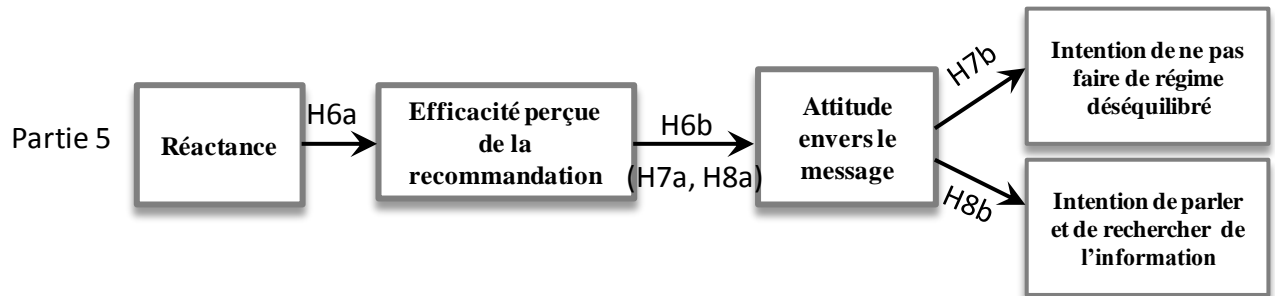 Partie 5
Réactance
H6a
Efficacité perçue
de la
recommandation
H6b
(H7a, H8a)
Attitude
envers le
message
H7b
H8b
Intention de ne pas
faire de régime
déséquilibré
Intention de parler
et de rechercher de
l'information